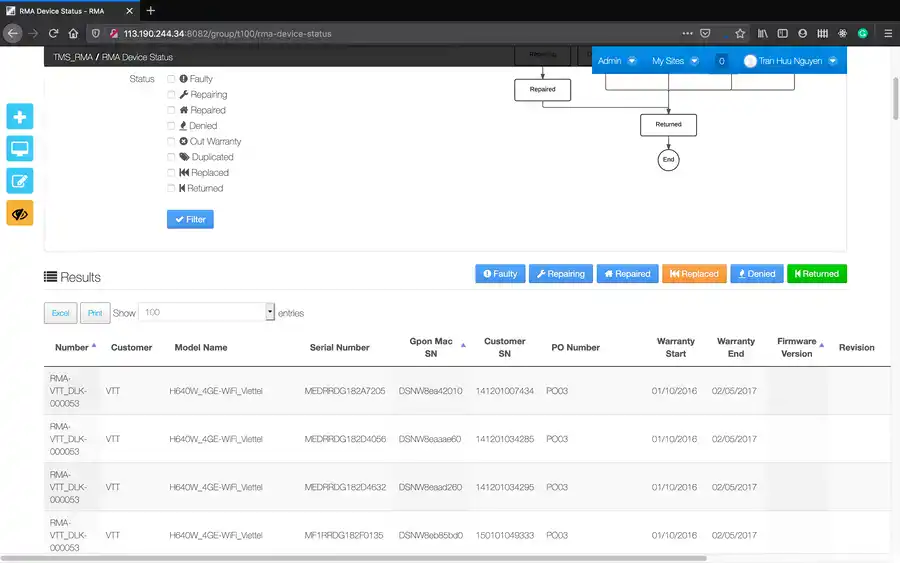 RMA Device Status - RMA
113.190.244.34:8082/group/t100/rma-device-status
TMS_RMA / RMA Device Status
Admin My Sites 0 Tran Huu Nguyen
Status
Faulty
Repairing
Repaired
Denied
Out Warranty
Duplicated
Replaced
Returned
Filter
Repairing
Repaired
Returned
End
Results
Faulty Repairing Repaired Replaced Denied Returned
Excel Print Show 100 entries
Number Customer Model Name Serial Number Gpon Mac SN Customer SN PO Number Warranty Start Warranty End Firmware Version Revision
RMA-VTT_DLK-000053 VTT H640W_4GE-WiFi_Viettel MEDRRDG182A7205 DSNW8ea42010 141201007434 PO03 01/10/2016 02/05/2017
RMA-VTT_DLK-000053 VTT H640W_4GE-WiFi_Viettel MEDRRDG182D4056 DSNW8eaaae60 141201034285 PO03 01/10/2016 02/05/2017
RMA-VTT_DLK-000053 VTT H640W_4GE-WiFi_Viettel MEDRRDG182D4632 DSNW8eaad260 141201034295 PO03 01/10/2016 02/05/2017
RMA-VTT_DLK-000053 VTT H640W_4GE-WiFi_Viettel MF1RRDG182F0135 DSNW8eb85bd0 150101049333 PO03 01/10/2016 02/05/2017